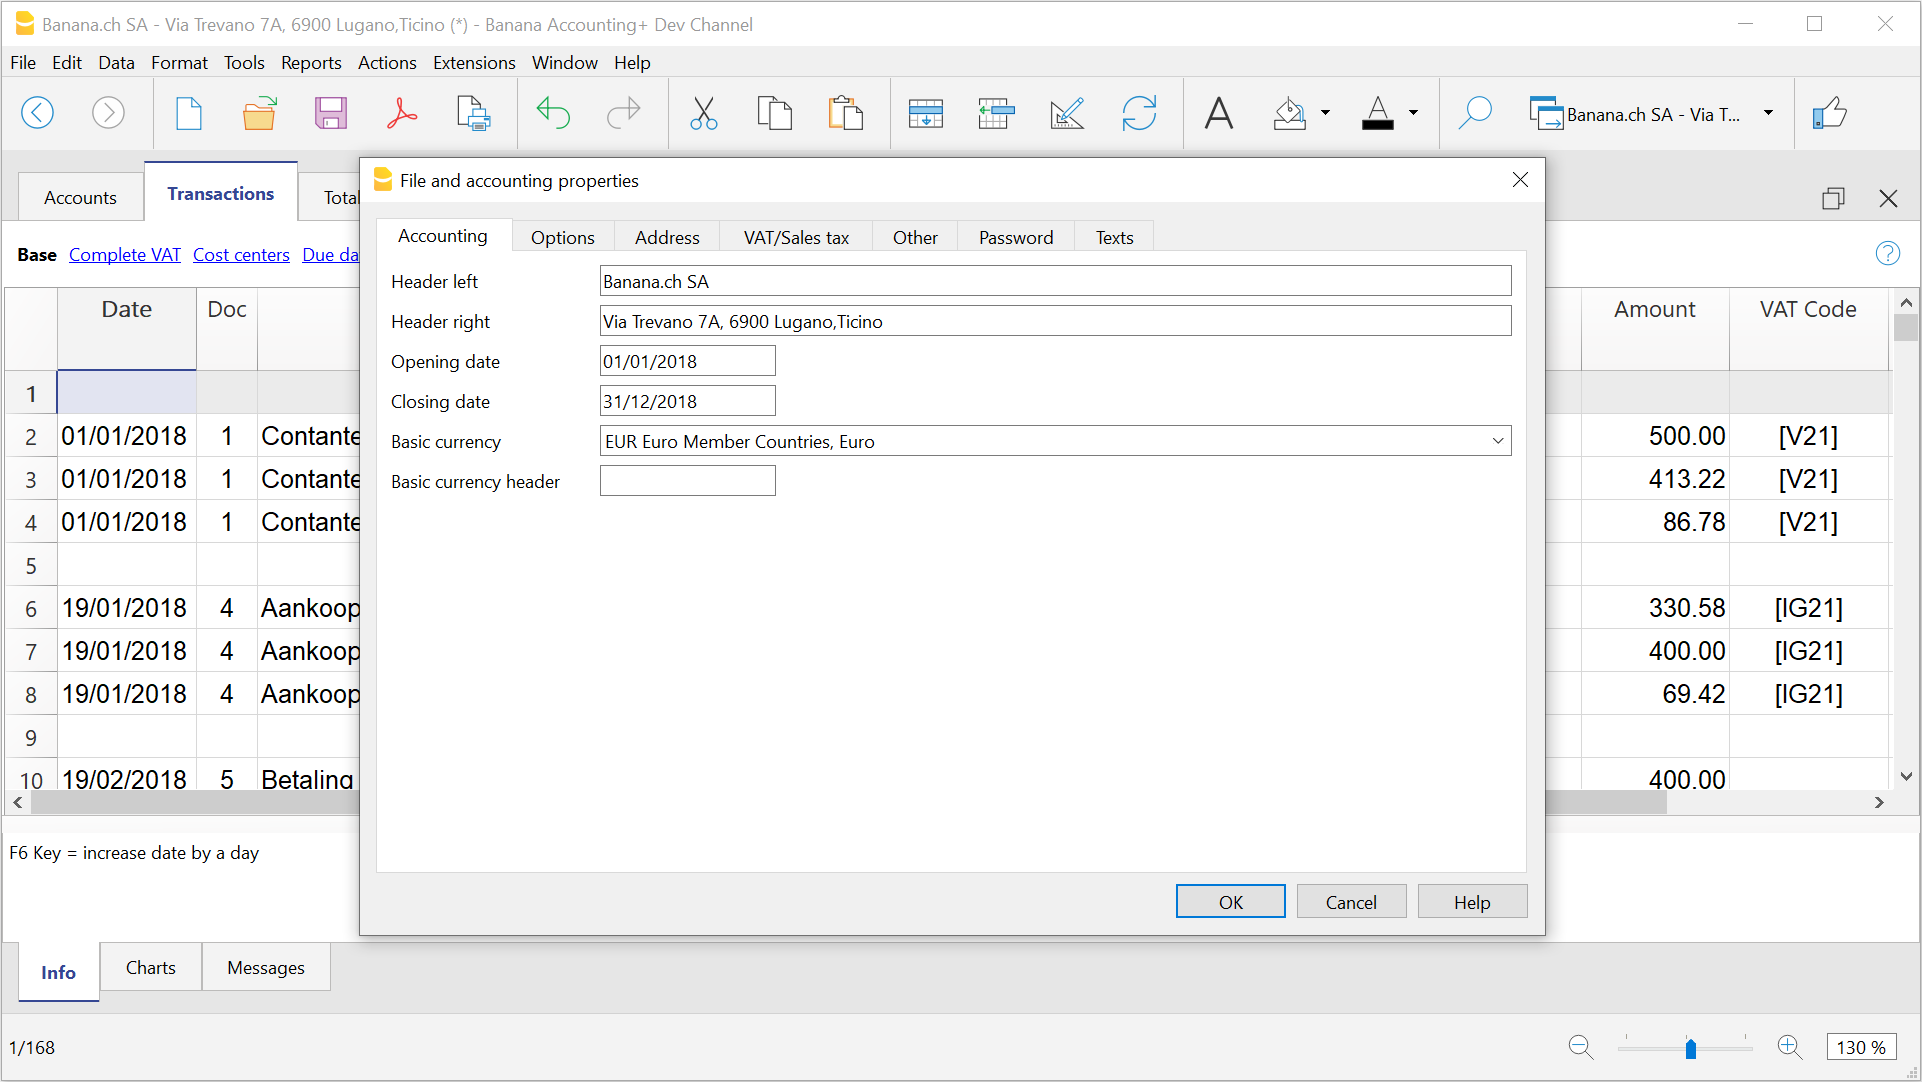 Banana.ch SA - Via Trevano 7A, 6900 Lugano,Ticino (*) - Banana Accounting+ Dev Channel
File Edit Data Format Tools Reports Actions Extensions Window Help
Banana.ch SA - Via T...
Accounts Transactions Total
Base Complete VAT Cost centers Due da
File and accounting properties
Accounting Options Address VAT/Sales tax Other Password Texts
Header left Banana.ch SA
Header right Via Trevano 7A, 6900 Lugano,Ticino
Opening date 01/01/2018
Closing date 31/12/2018
Basic currency EUR Euro Member Countries, Euro
Basic currency header
OK Cancel Help
Date Doc Amount VAT Code
1
2 01/01/2018 1 Contante 500.00 [V21]
3 01/01/2018 1 Contante 413.22 [V21]
4 01/01/2018 1 Contante 86.78 [V21]
5
6 19/01/2018 4 Aankoop 330.58 [IG21]
7 19/01/2018 4 Aankoop 400.00 [IG21]
8 19/01/2018 4 Aankoop 69.42 [IG21]
9
10 19/02/2018 5 Betaling 400.00
F6 Key = increase date by a day
Info Charts Messages
1/168
130 %